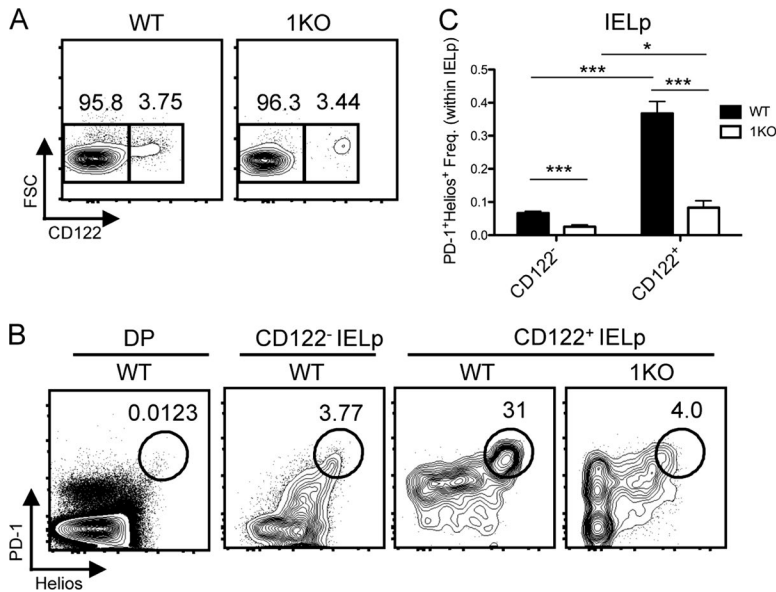 A
WT 1KO
95.8 3.75
96.3 3.44
FSC
CD122
C
IELp
PD-1+Helios+ Freq. (within IELp)
0.5
0.4
0.3
0.2
0.1
0.0
*
***
***
***
WT
1KO
CD122-
CD122+
B
DP CD122- IELp CD122+ IELp
WT WT WT 1KO
0.0123 3.77 31 4.0
PD-1
Helios